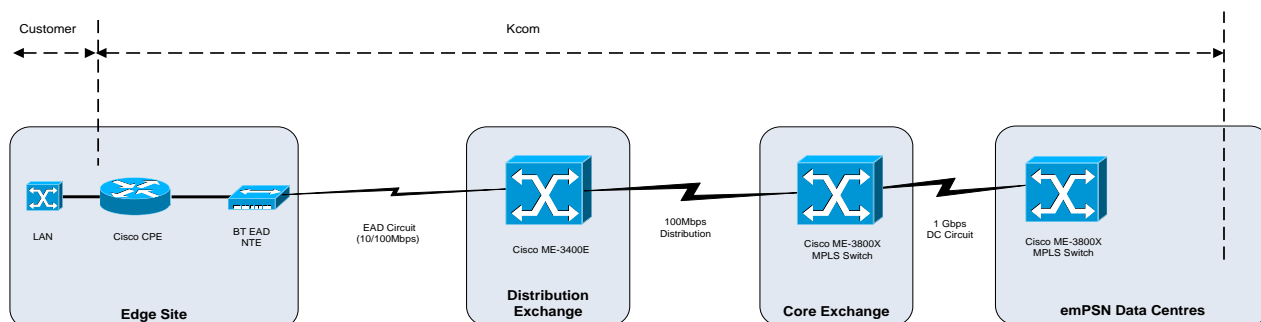 Customer
Kcom
LAN
Cisco CPE
BT EAD
NTE
Edge Site
EAD Circuit
(10/100Mbps)
Cisco ME-3400E
Distribution
Exchange
100Mbps
Distribution
Cisco ME-3800X
MPLS Switch
Core Exchange
1 Gbps
DC Circuit
Cisco ME-3800X
MPLS Switch
emPSN Data Centres